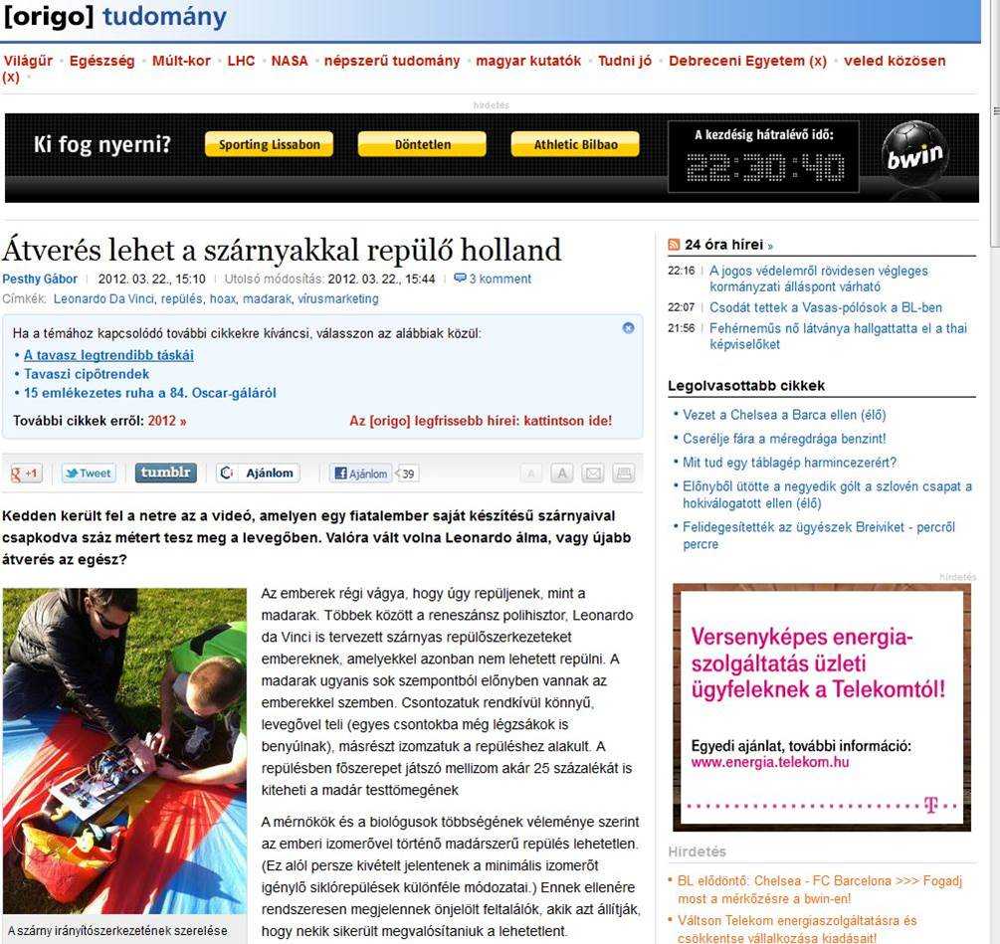 [origo] tudomány
Világűr • Egészség • Múlt-kor • LHC • NASA • népszerű tudomány • magyar kutatók • Tudni jó • Debreceni Egyetem (x) • veled közösen
(x) •
hirdetés
Ki fog nyerni?
Sporting Lissabon
Döntetlen
Athletic Bilbao
A kezdésig hátralévő idő:
22:30:40
bwin
Átverés lehet a szárnyakkal repülő holland
Pesthy Gábor | 2012. 03. 22., 15:10 | Utolsó módosítás: 2012. 03. 22., 15:44 | 3 komment
Címkék: Leonardo Da Vinci, repülés, hoax, madarak, vírusmarketing
Ha a témához kapcsolódó további cikkekre kíváncsi, válasszon az alábbiak közül:
• A tavasz legtrendibb táskái
• Tavaszi cipőtrendek
• 15 emlékezetes ruha a 84. Oscar-gáláról
További cikkek erről: 2012 »
Az [origo] legfrissebb hírei: kattintson ide!
g +1
Tweet
tumblr
Ajánlom
Ajánlom
39
A
A
Kedden került fel a netre az a videó, amelyen egy fiatalember saját készítésű szárnyaival
csapkodva száz métert tesz meg a levegőben. Valóra vált volna Leonardo álma, vagy újabb
átverés az egész?
Az emberek régi vágya, hogy úgy repüljenek, mint a
madarak. Többek között a reneszánsz polihisztor, Leonardo
da Vinci is tervezett szárnyas repülőszerkezeteket
embereknek, amelyekkel azonban nem lehetett repülni. A
madarak ugyanis sok szempontból előnyben vannak az
emberekkel szemben. Csontozatuk rendkívül könnyű,
levegővel teli (egyes csontokba még légzsákok is
benyúlnak), másrészt izomzatuk a repüléshez alakult. A
repülésben főszerepet játszó mellizom akár 25 százalékát is
kiteheti a madár testtömegének
A mérnökök és a biológusok többségének véleménye szerint
az emberi izomerővel történő madárszerű repülés lehetetlen.
(Ez alól persze kivételt jelentenek a minimális izomerőt
igénylő siklórepülések különféle módozatai.) Ennek ellenére
rendszeresen megjelennek önjelölt feltalálók, akik azt állítják,
hogy nekik sikerült megvalósítaniuk a lehetetlent.
A szárny irányítószerkezetének szerelése
24 óra hírei »
22:16 | A jogos védelemről rövidesen végleges
kormányzati álláspont várható
22:07 | Csodát tettek a Vasas-pólósok a BL-ben
21:56 | Fehérneműs nő látványa hallgattatta el a thai
képviselőket
Legolvasottabb cikkek
• Vezet a Chelsea a Barca ellen (élő)
• Cserélje fára a méregdrága benzint!
• Mit tud egy táblagép harmincezerért?
• Előnyből ütötte a negyedik gólt a szlovén csapat a
hokiválogatott ellen (élő)
• Felidegesítették az ügyészek Breiviket - percről
percre
hirdetés
Versenyképes energia-
szolgáltatás üzleti
ügyfeleknek a Telekomtól!
Egyedi ajánlat, további információ:
www.energia.telekom.hu
T
Hirdetés
• BL elődöntő: Chelsea - FC Barcelona >>> Fogadj
most a mérkőzésre a bwin-en!
• Váltson Telekom energiaszolgáltatásra és
csökkentse vállalkozása kiadásait!